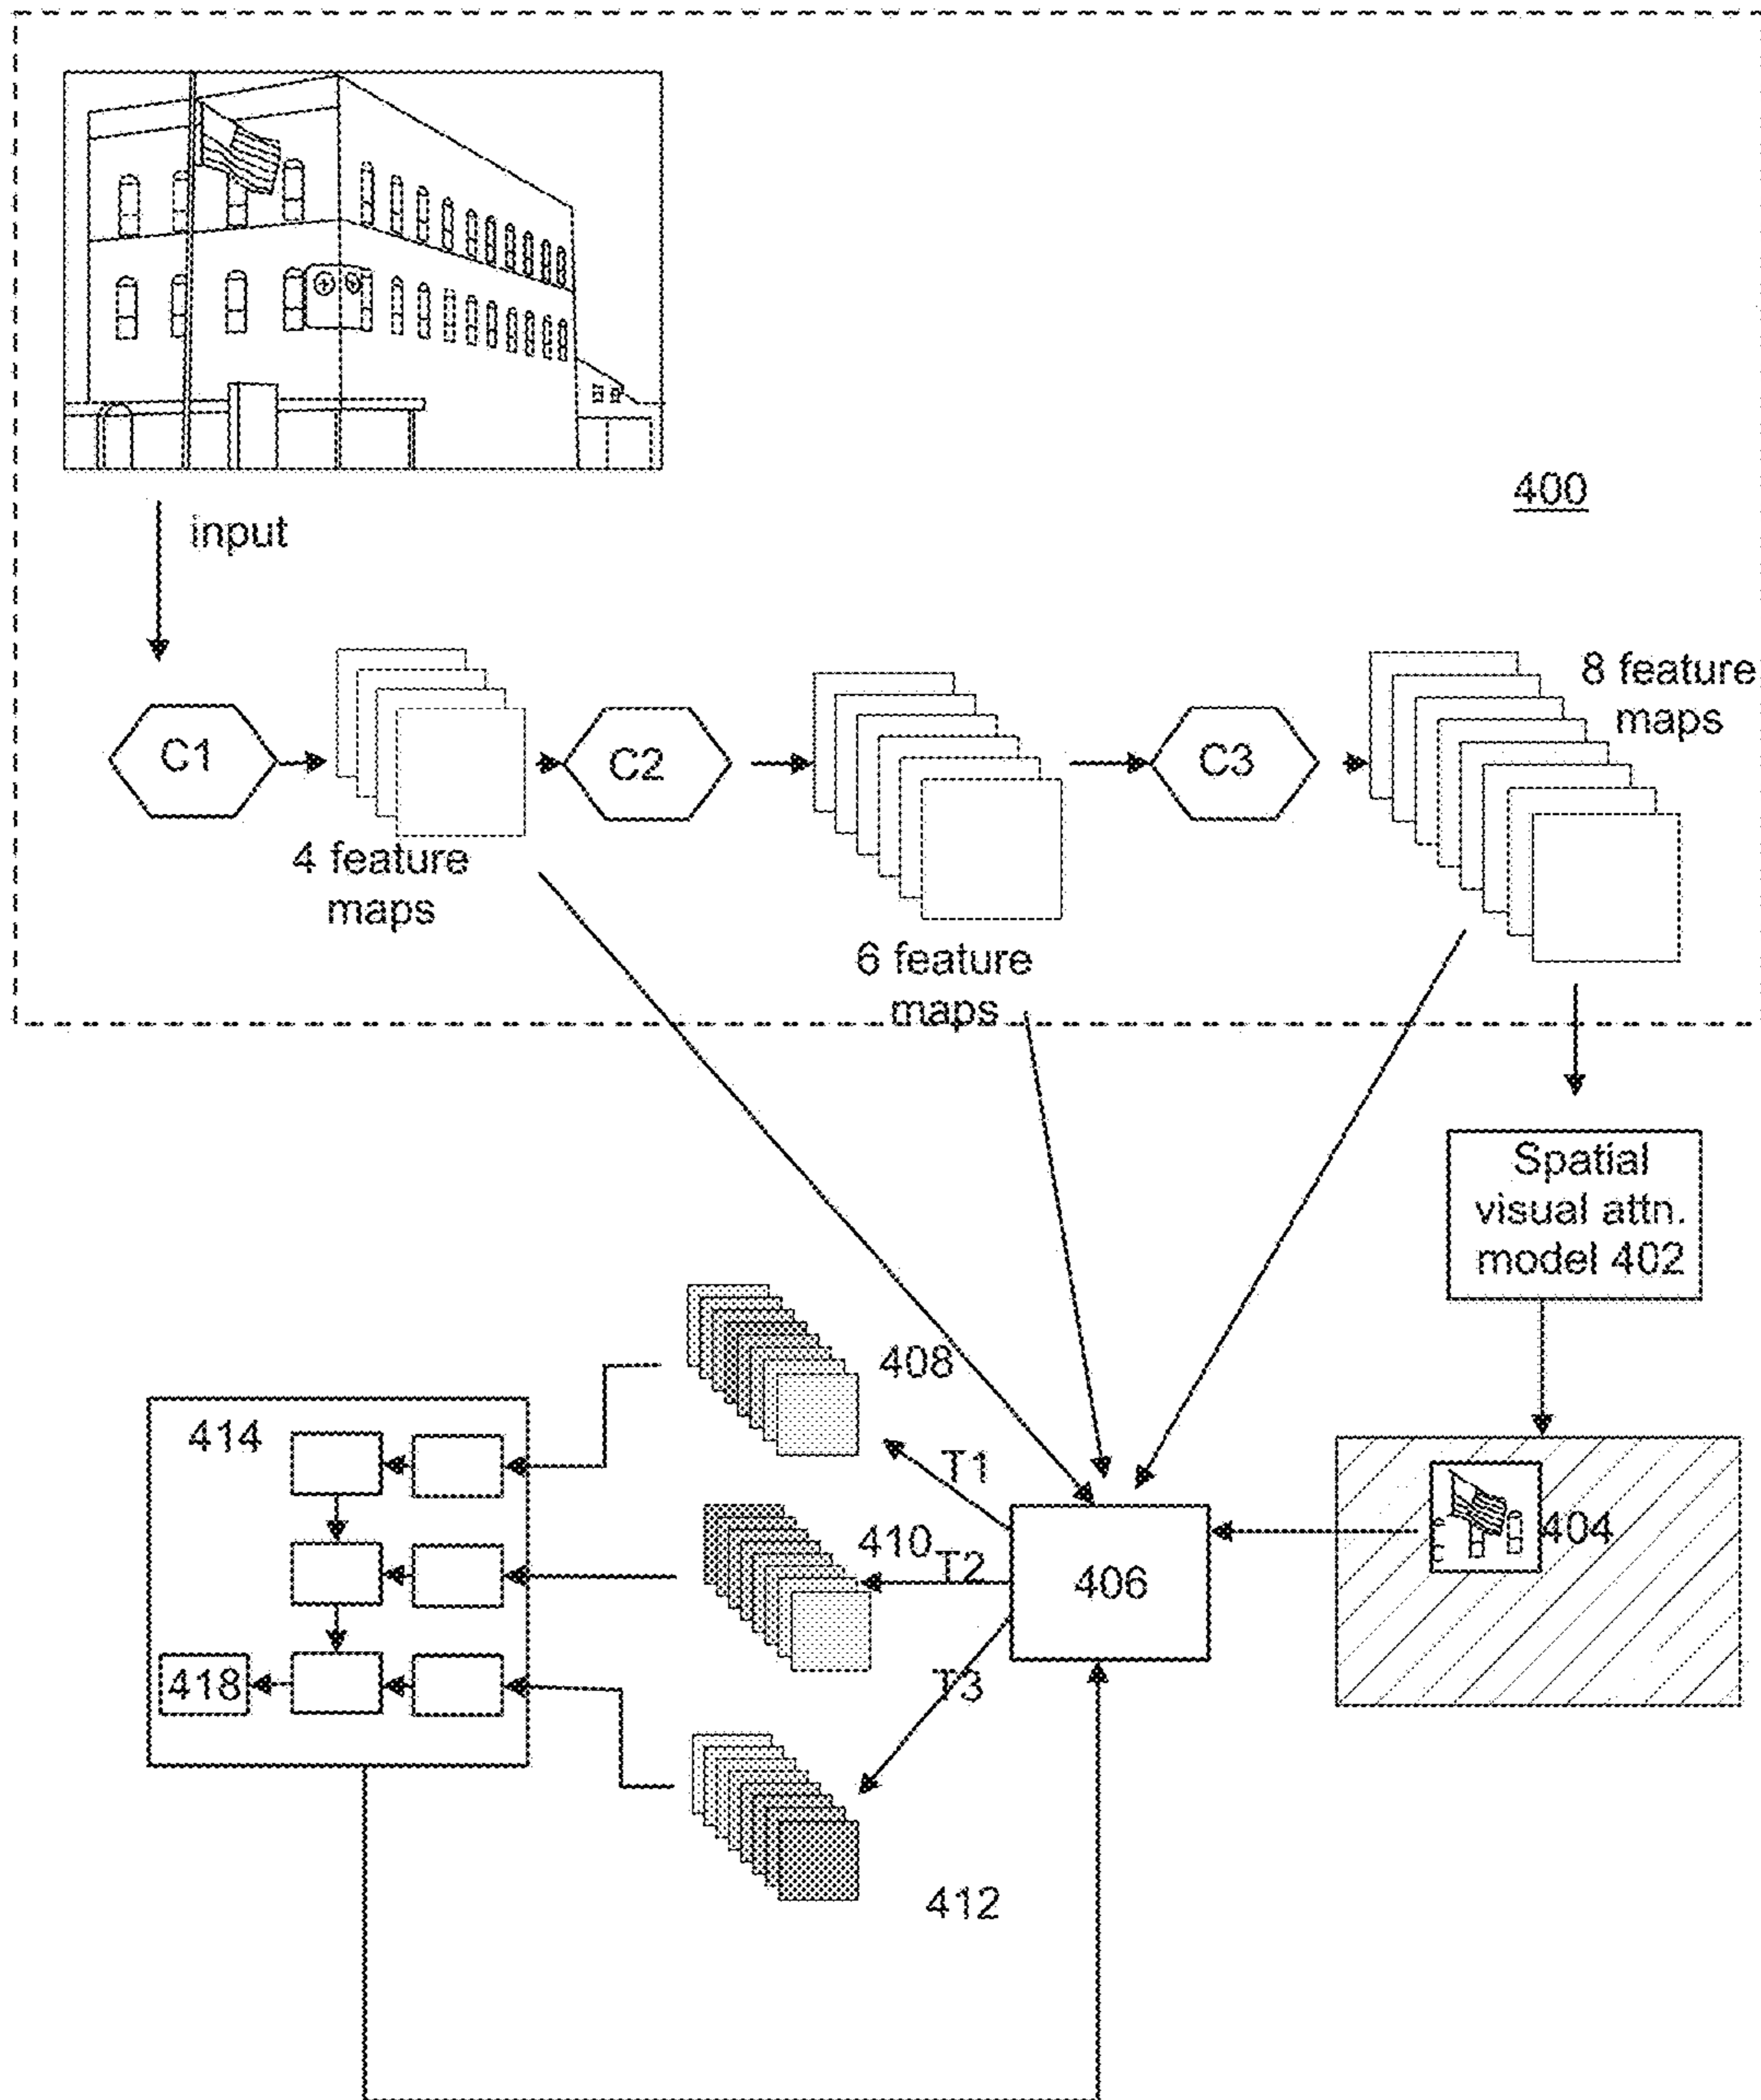 400
input
C1
C2
C3
8 feature
maps
4 feature
maps
6 feature
maps
Spatial
visual attn.
model 402
408
T1
414
404
410
T2
406
418
T3
412